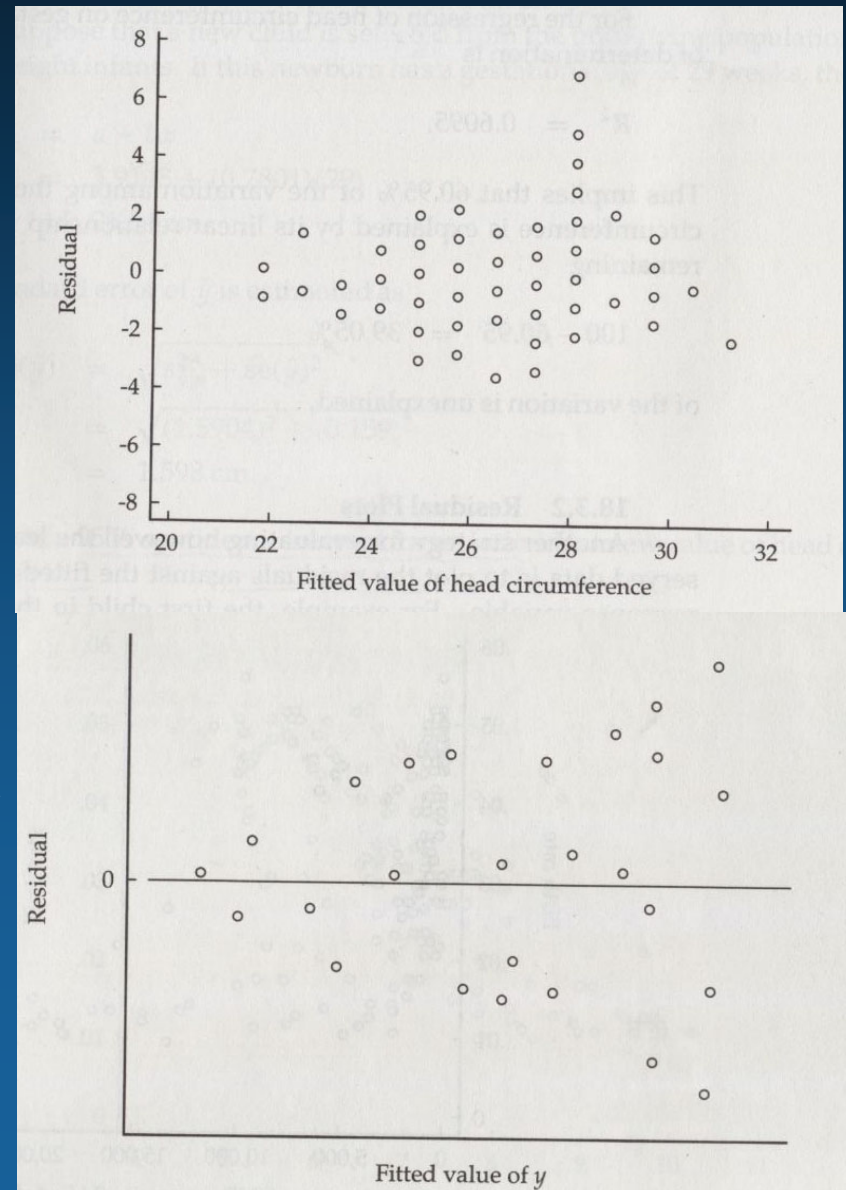 8
6
4
2
0
-2
-4
-6
-8
Residual
20 22 24 26 28 30 32
Fitted value of head circumference
Residual
0
Fitted value of y